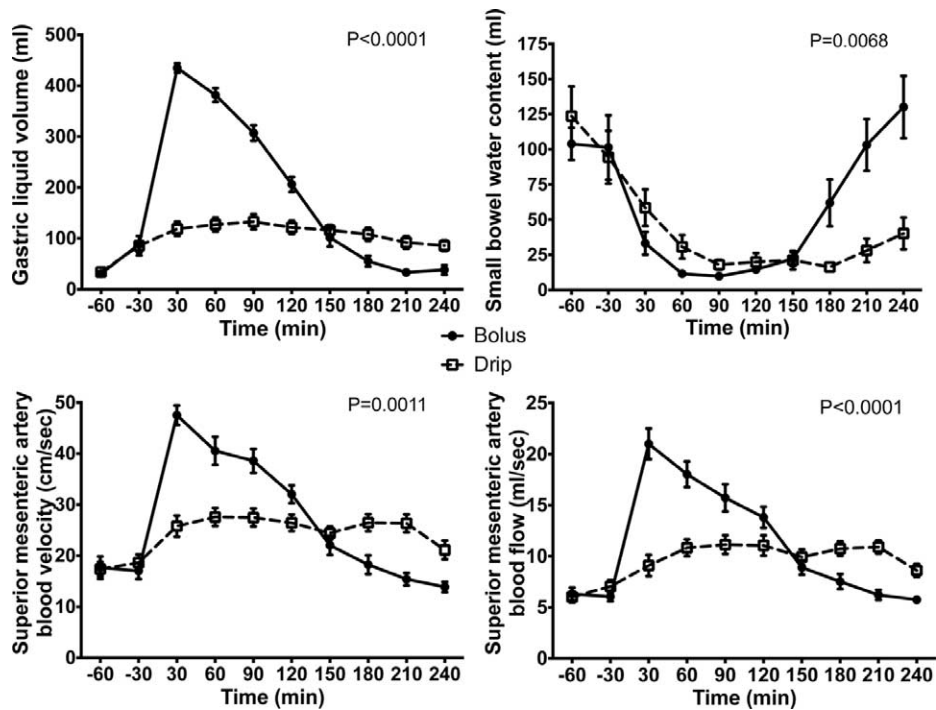 Gastric liquid volume (ml)
500
400
300
200
100
0
P<0.0001
-60 -30 30 60 90 120 150 180 210 240
Time (min)
Small bowel water content (ml)
175
150
125
100
75
50
25
0
P=0.0068
-60 -30 30 60 90 120 150 180 210 240
Time (min)
Bolus
Drip
Superior mesenteric artery
blood velocity (cm/sec)
50
40
30
20
10
0
P=0.0011
-60 -30 30 60 90 120 150 180 210 240
Time (min)
Superior mesenteric artery
blood flow (ml/sec)
25
20
15
10
5
0
P<0.0001
-60 -30 30 60 90 120 150 180 210 240
Time (min)